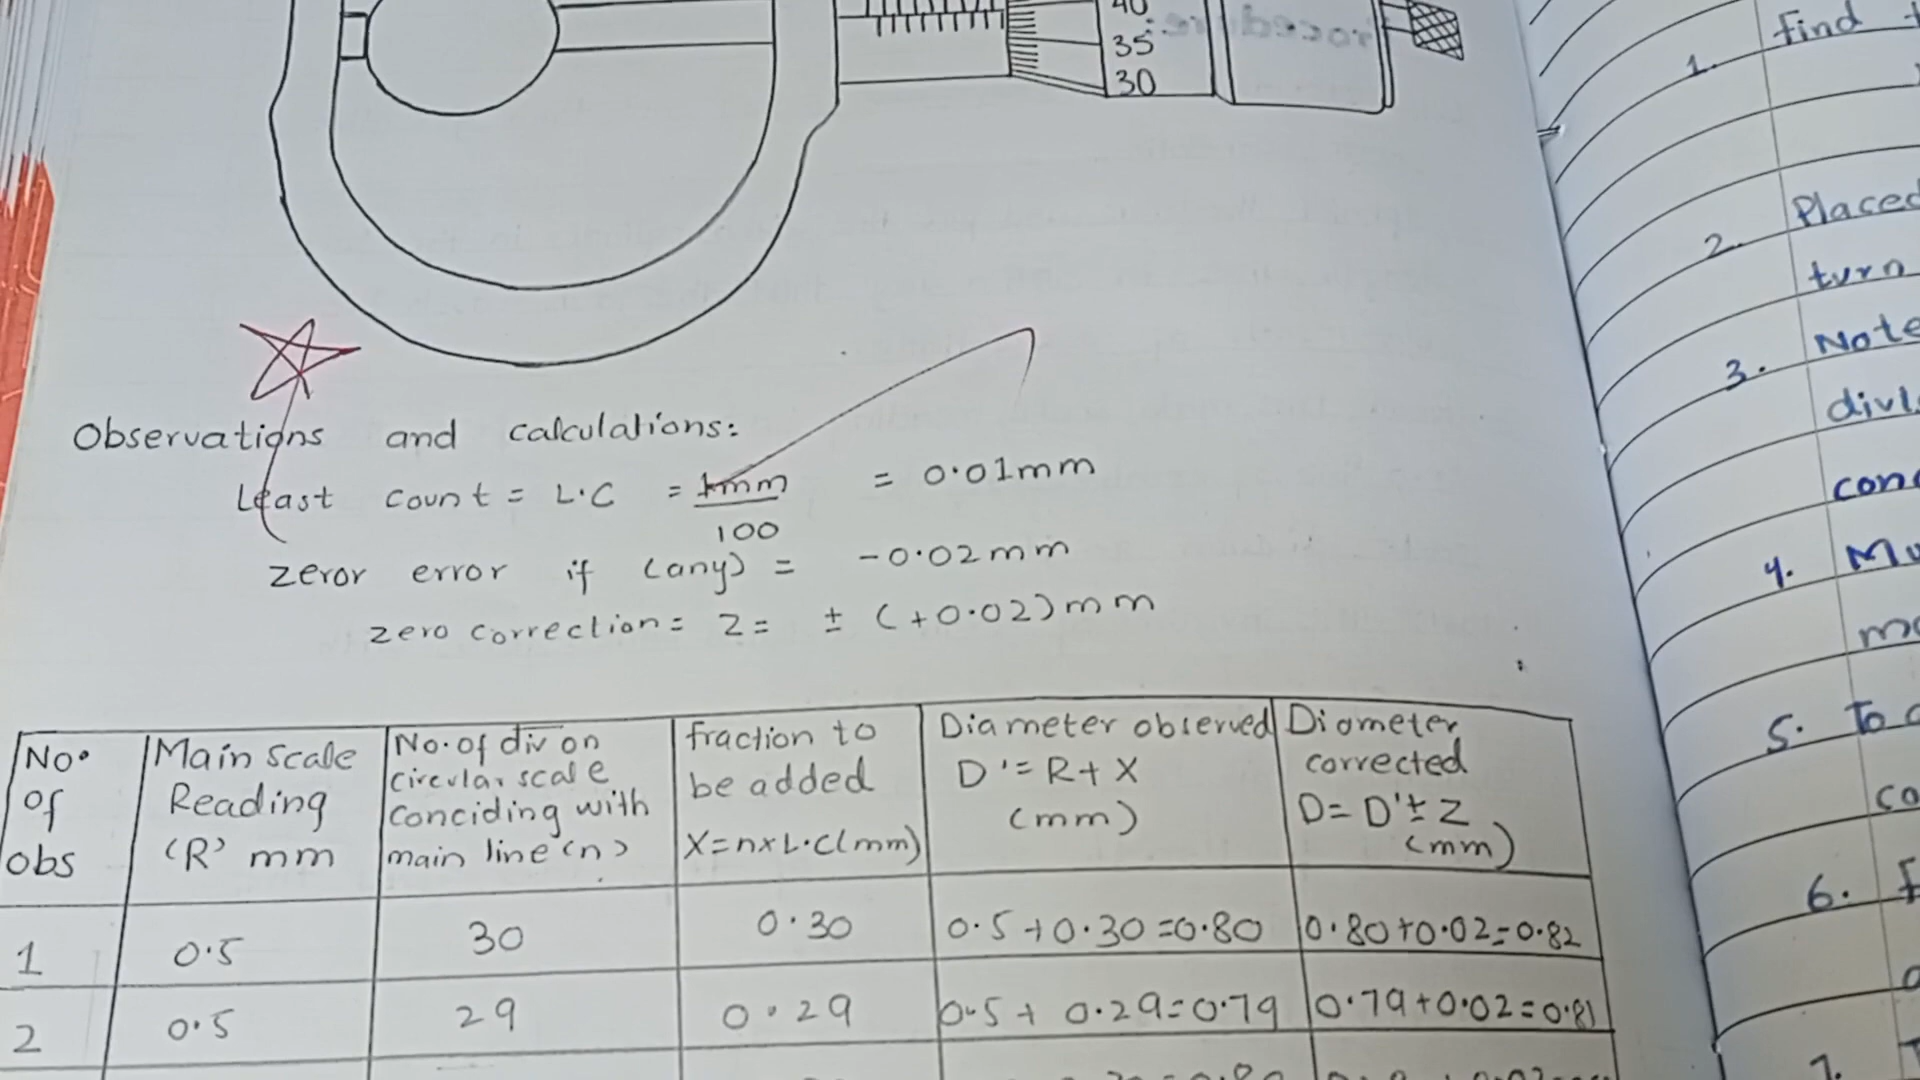 40
35
30
Observations and calculations:
Least count = L.C = 1mm = 0.01mm
100
zeror error if (any) = -0.02mm
zero correction = Z = ± (+0.02)mm
No. of obs
Main scale Reading (R) mm
No. of div on circular scale conciding with main line (n)
fraction to be added X=n×L.C(mm)
Diameter observed D'=R+X (mm)
Diameter corrected D=D'±Z (mm)
1 0.5 30 0.30 0.5+0.30=0.80 0.80+0.02=0.82
2 0.5 29 0.29 0.5+ 0.29=0.79 0.79+0.02=0.81
1. Find
2. Placed
turn
3. Note
4.
5. To
6.
7.